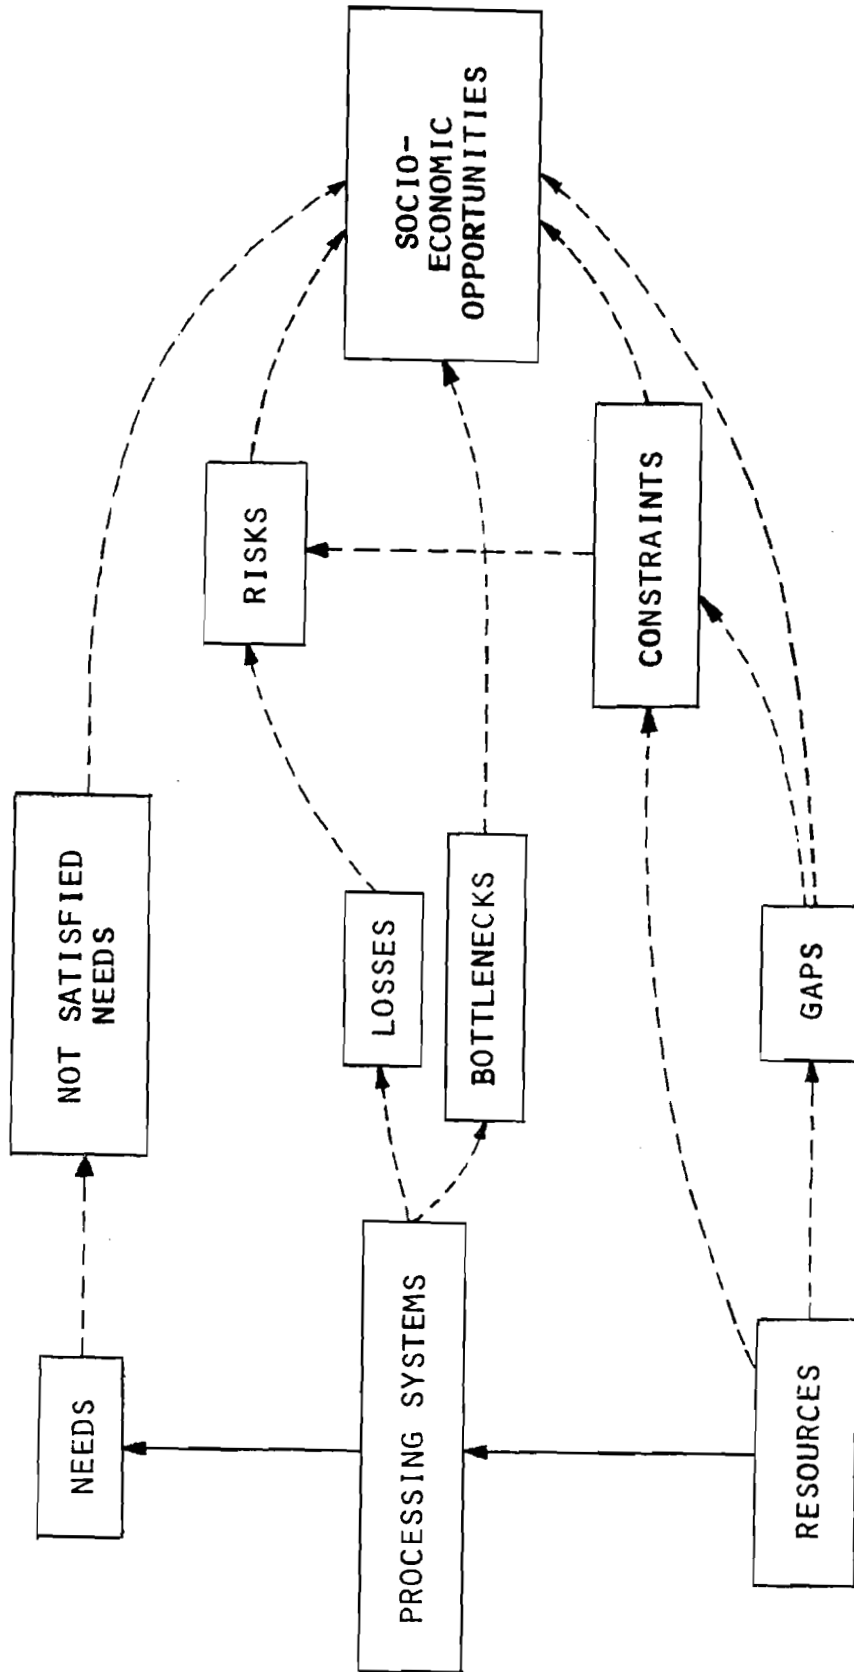 NEEDS
NOT SATISFIED
NEEDS
PROCESSING SYSTEMS
LOSSES
BOTTLENECKS
RISKS
SOCIO-
ECONOMIC
OPPORTUNITIES
RESOURCES
GAPS
CONSTRAINTS